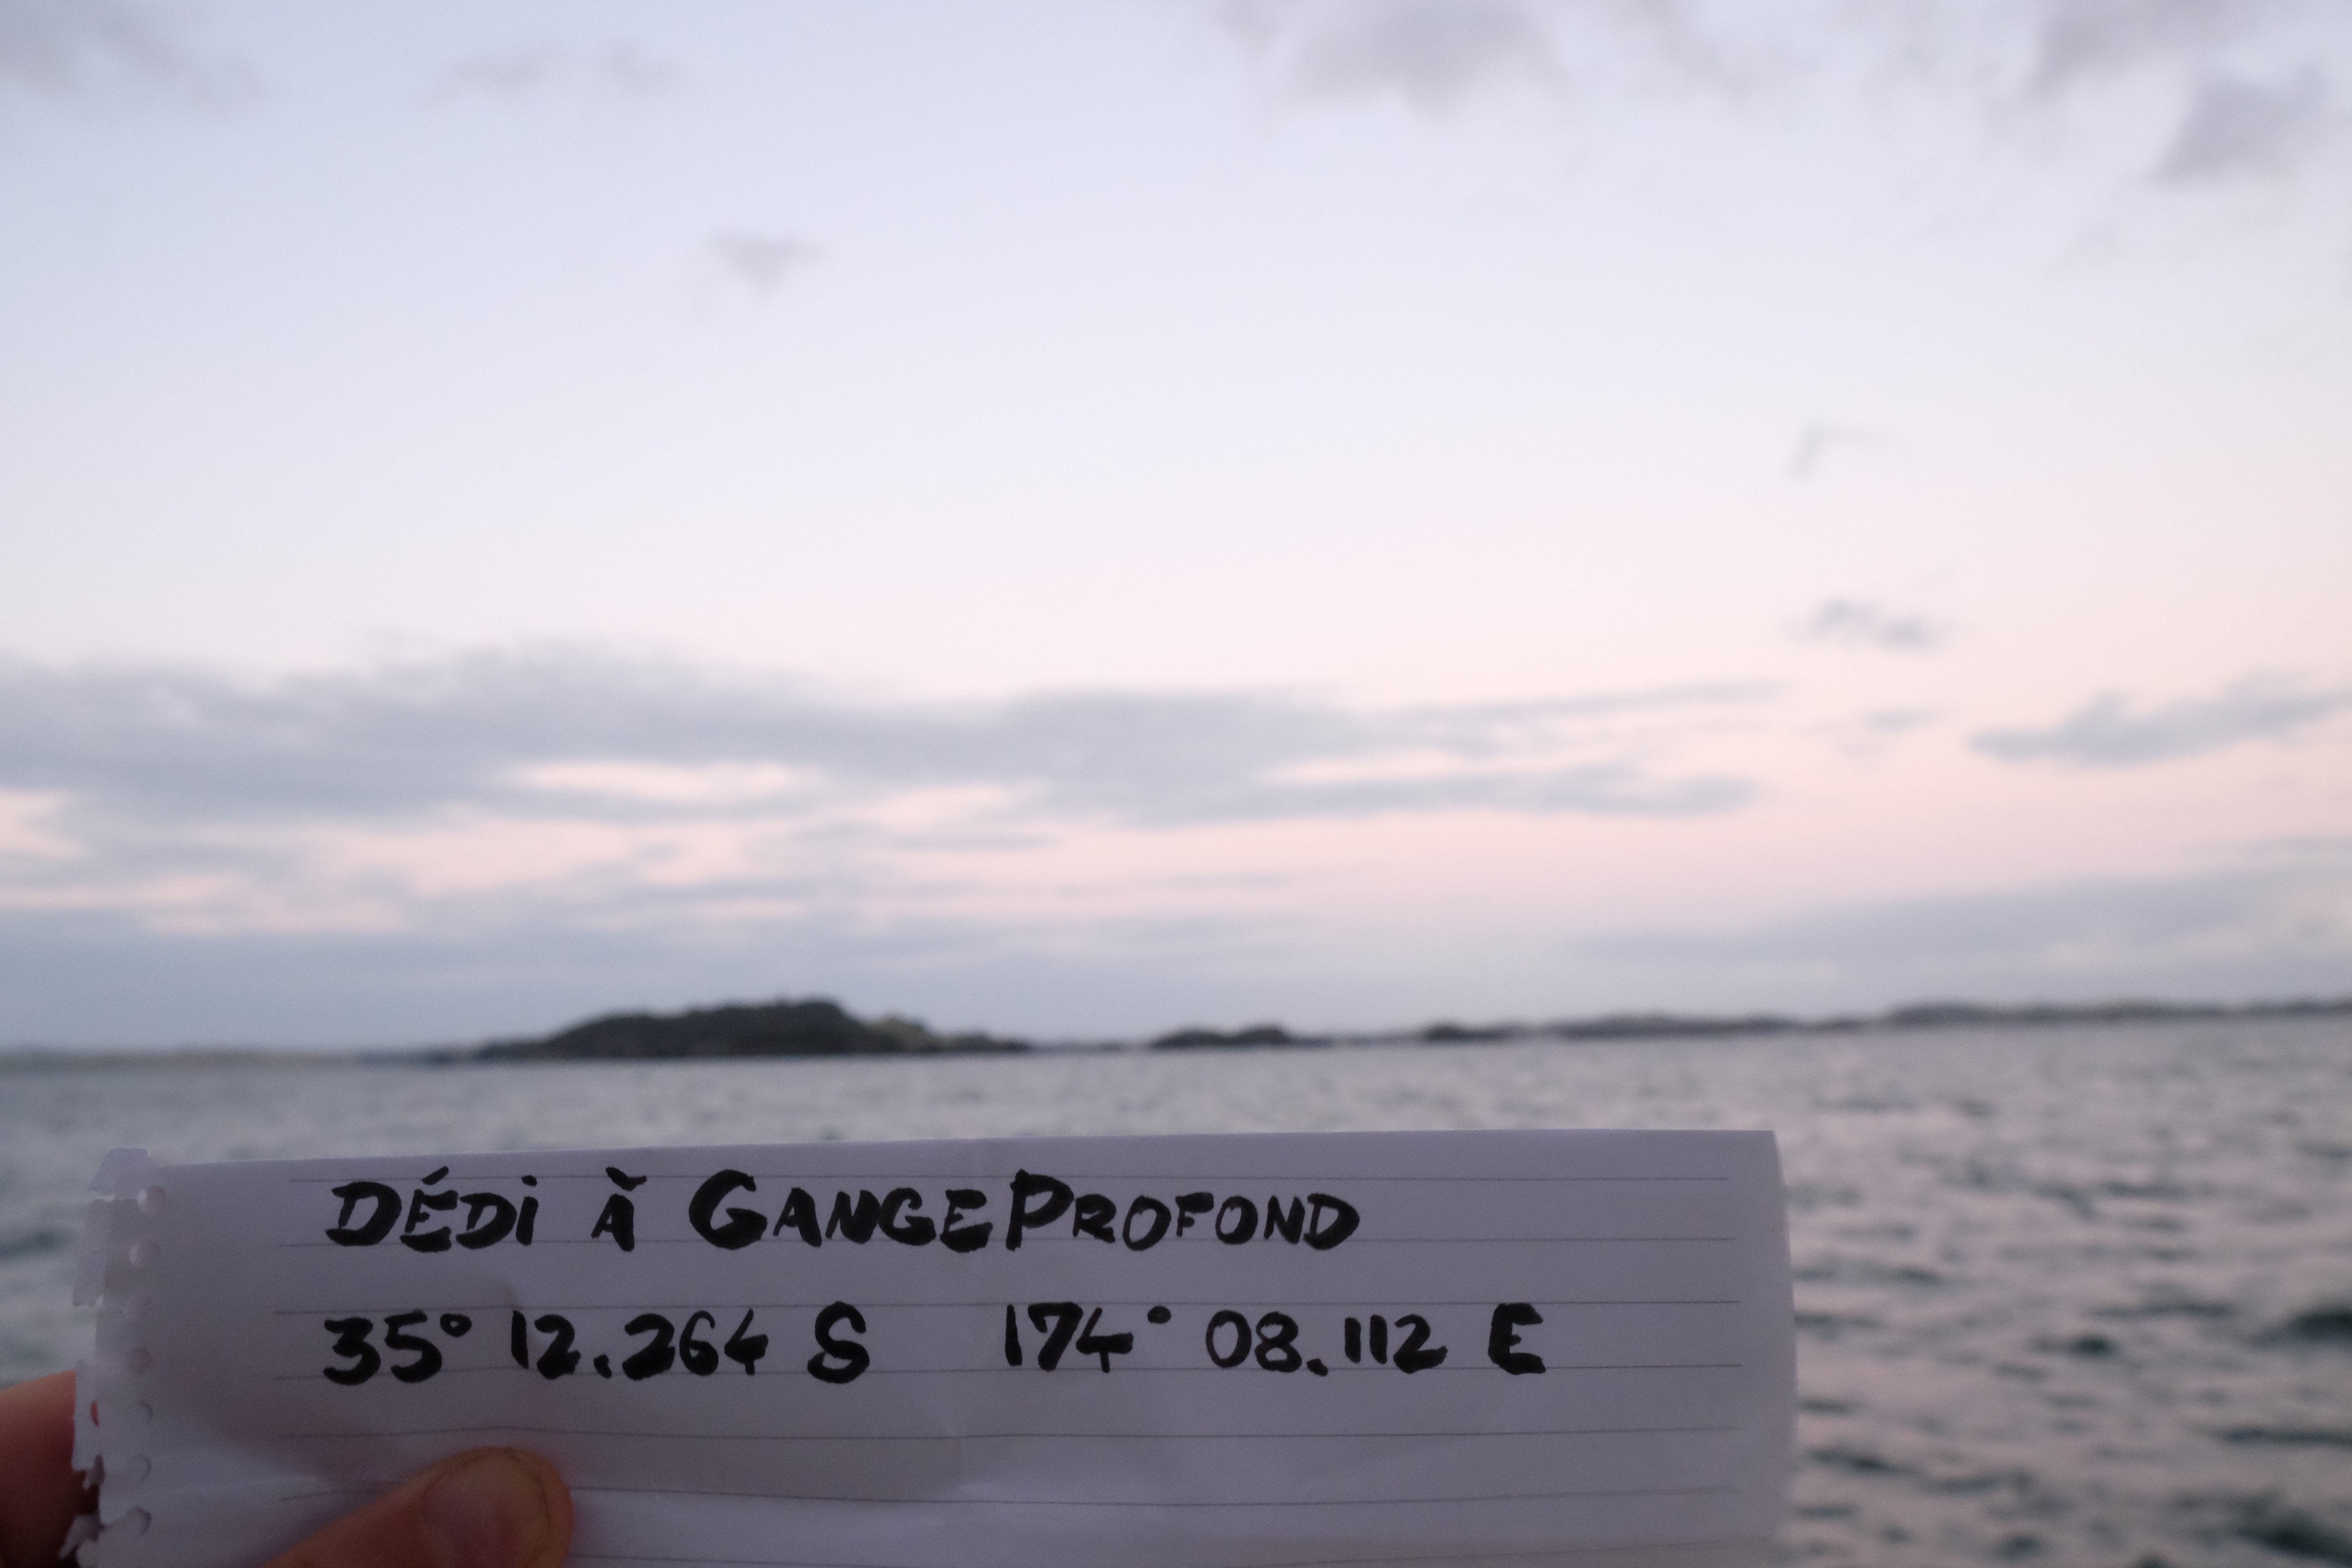 DÉDI À GANGEPROFOND
35° 12.264 S 174° 08.112 E